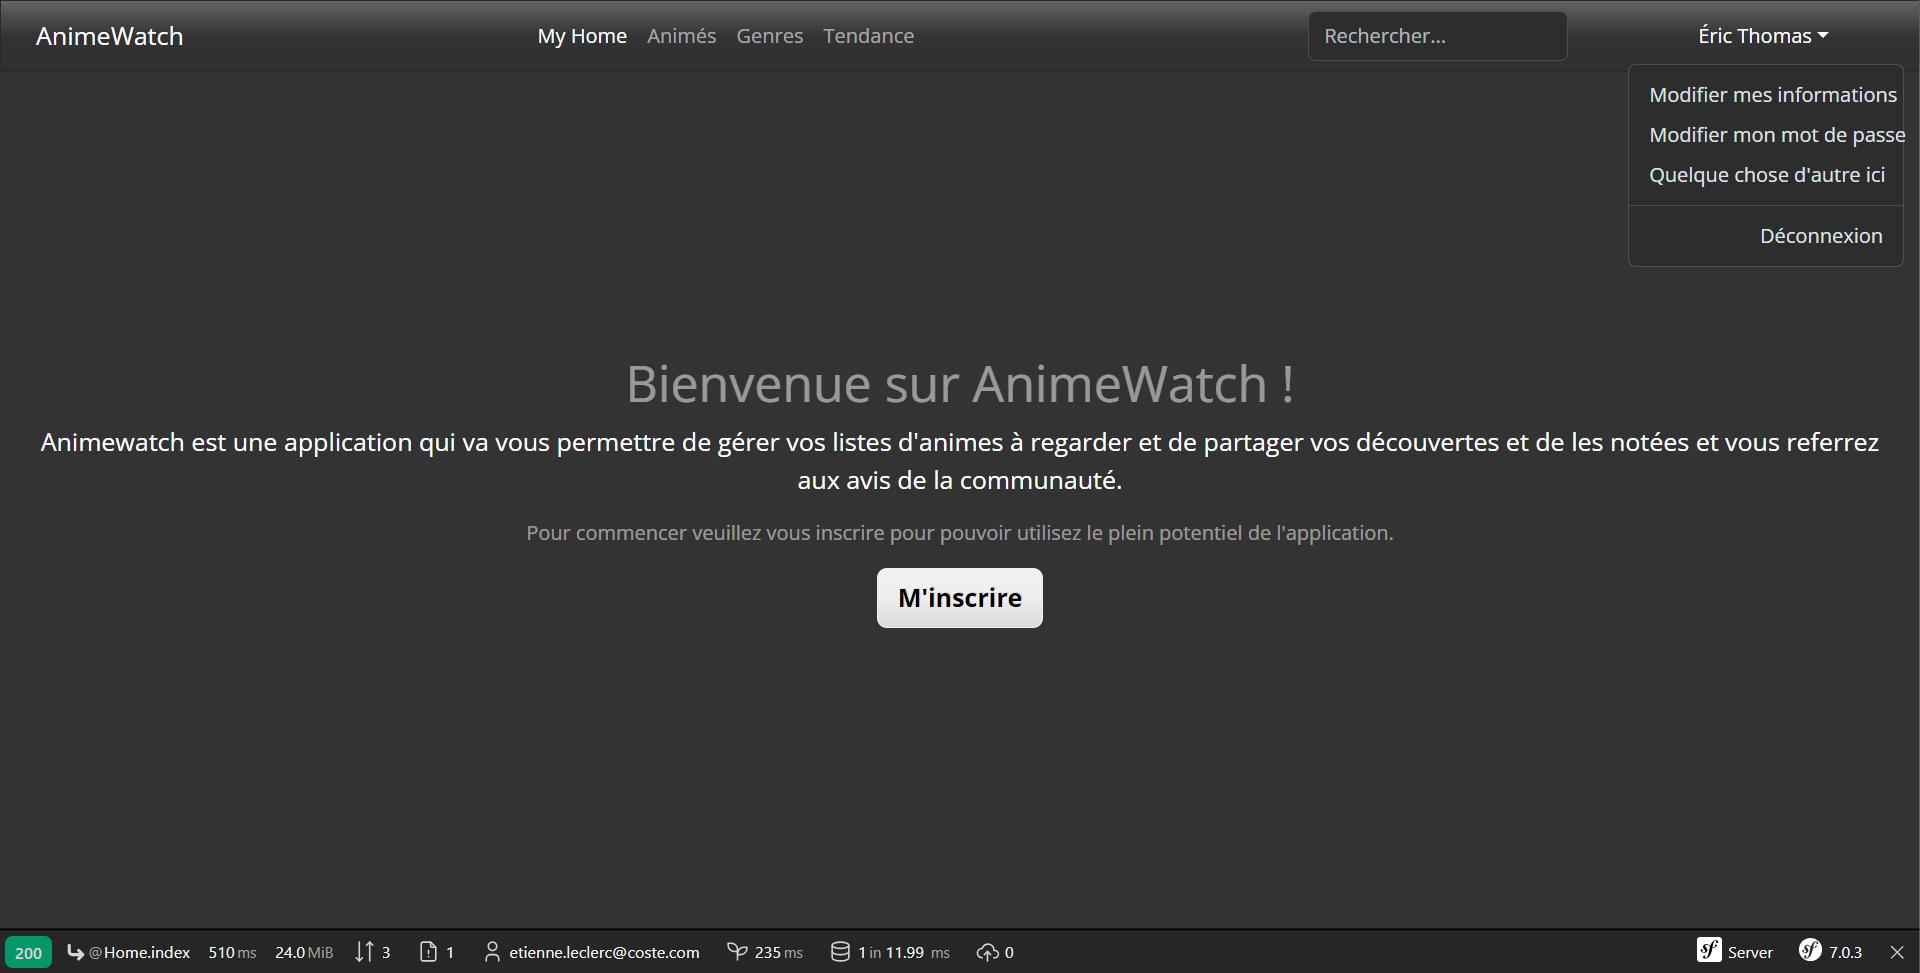 AnimeWatch My Home Animés Genres Tendance Rechercher... Éric Thomas
Modifier mes informations
Modifier mon mot de passe
Quelque chose d'autre ici
Déconnexion
Bienvenue sur AnimeWatch !
Animewatch est une application qui va vous permettre de gérer vos listes d'animes à regarder et de partager vos découvertes et de les notées et vous referrez
aux avis de la communauté.
Pour commencer veuillez vous inscrire pour pouvoir utilisez le plein potentiel de l'application.
M'inscrire
200 @Home.index 510 ms 24.0 MiB 3 1 etienne.leclerc@coste.com 235 ms 1 in 11.99 ms 0 sf Server sf 7.0.3